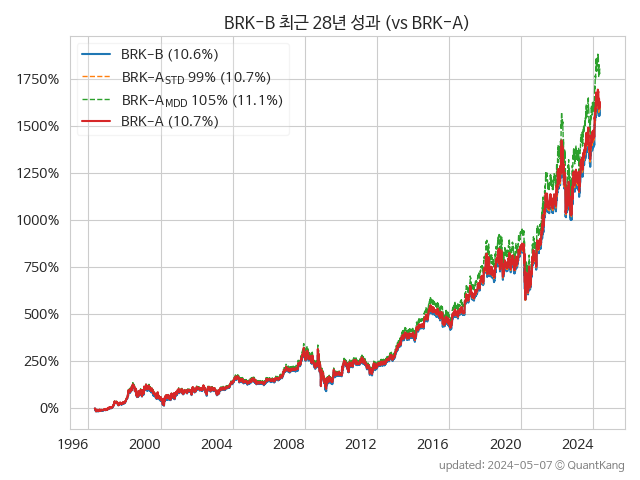 BRK-B 최근 28년 성과 (vs BRK-A)
BRK-B (10.6%)
BRK-A_STD 99% (10.7%)
BRK-A_MDD 105% (11.1%)
BRK-A (10.7%)
1750%
1500%
1250%
1000%
750%
500%
250%
0%
1996 2000 2004 2008 2012 2016 2020 2024
updated: 2024-05-07 © QuantKang